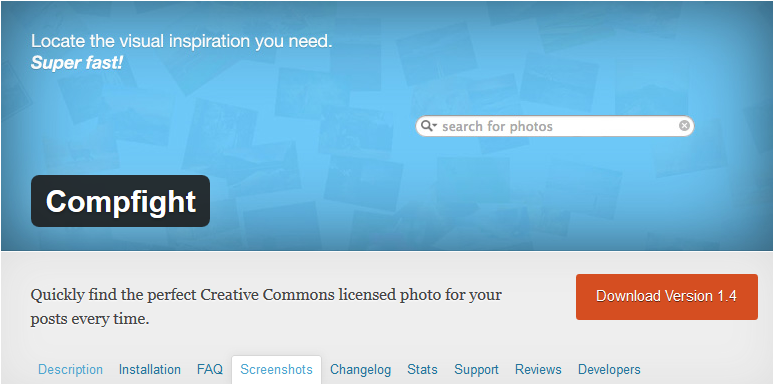 Locate the visual inspiration you need.
Super fast!
search for photos
Compfight
Quickly find the perfect Creative Commons licensed photo for your
posts every time.
Download Version 1.4
Description Installation FAQ Screenshots Changelog Stats Support Reviews Developers